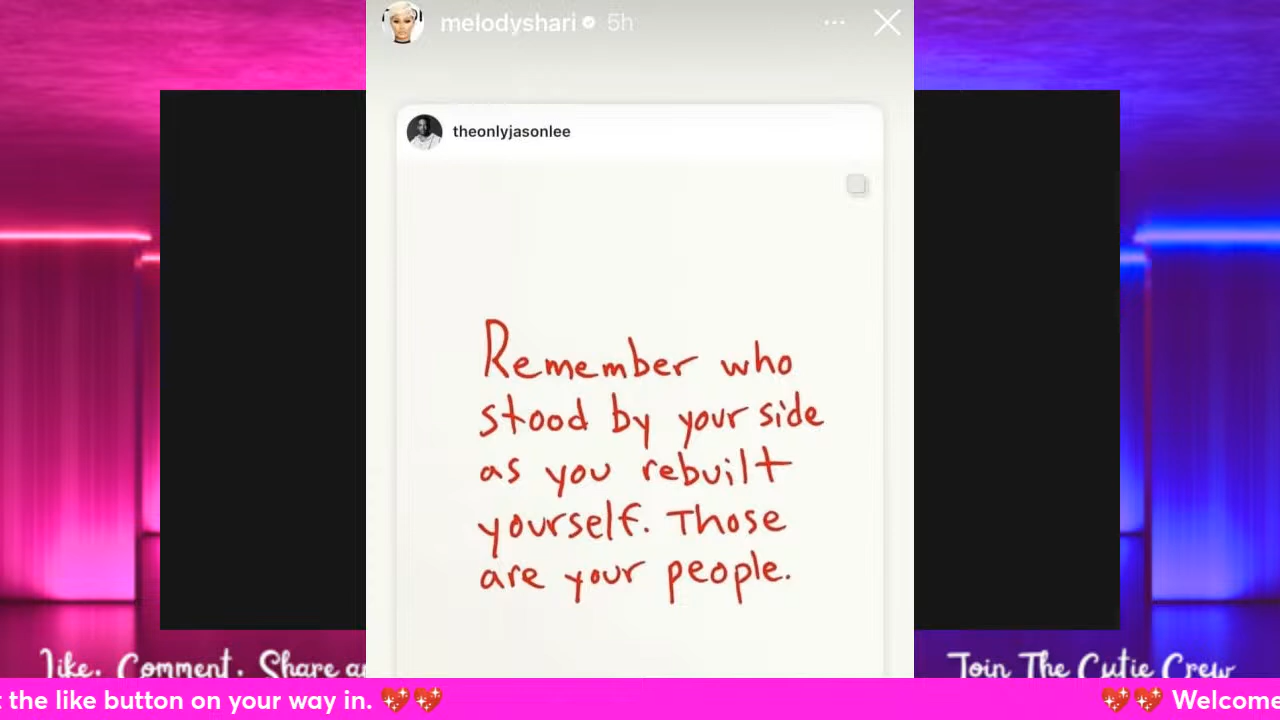 melodyshari 5h
theonlyjasonlee
Remember who
stood by your side
as you rebuilt
yourself. Those
are your people.
Like. Comment. Share
Join The Cutie Crew
the like button on your way in. 💖💖
💖💖 Welcome